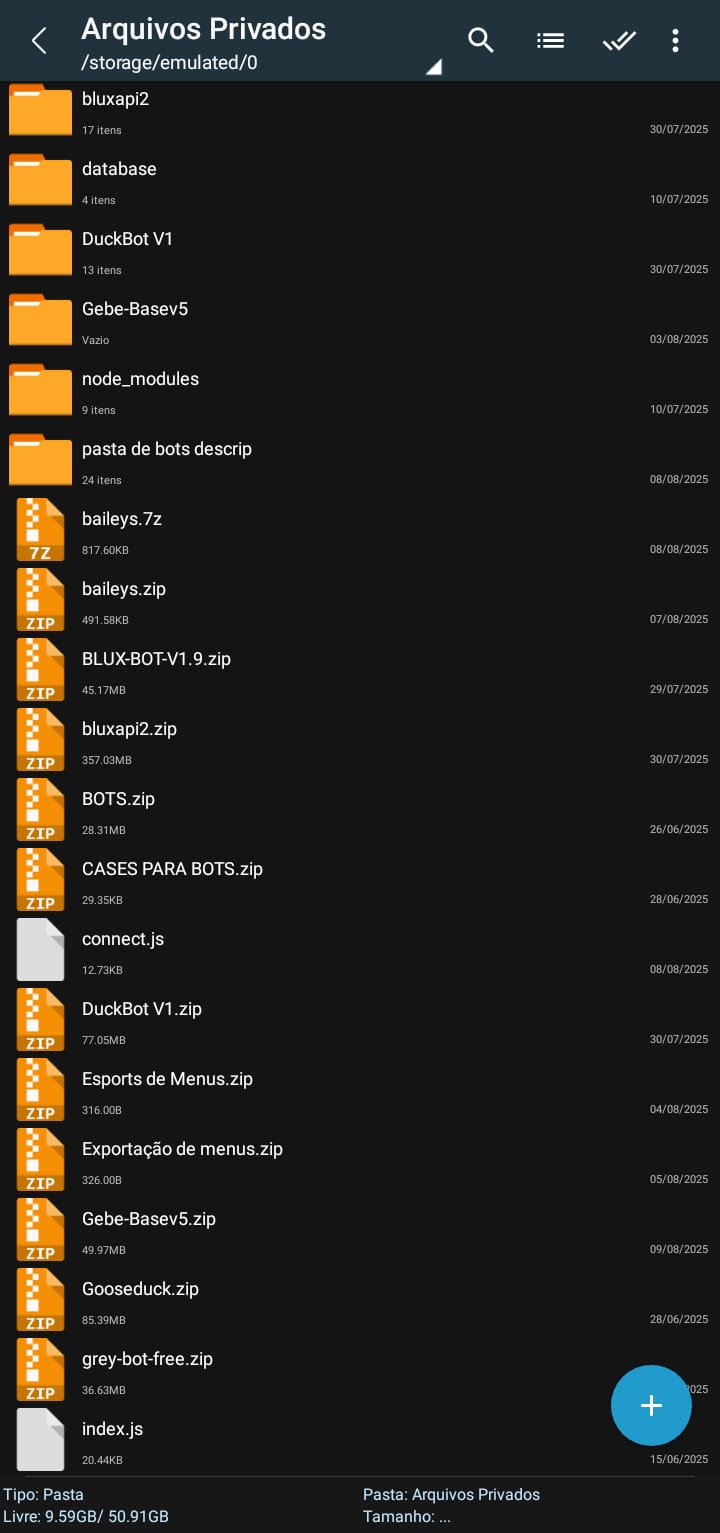 Arquivos Privados
/storage/emulated/0
bluxapi2
17 itens
30/07/2025
database
4 itens
10/07/2025
DuckBot V1
13 itens
30/07/2025
Gebe-Basev5
Vazio
03/08/2025
node_modules
9 itens
10/07/2025
pasta de bots descrip
24 itens
08/08/2025
baileys.7z
7Z
817.60KB
08/08/2025
baileys.zip
ZIP
491.58KB
07/08/2025
BLUX-BOT-V1.9.zip
ZIP
45.17MB
29/07/2025
bluxapi2.zip
ZIP
357.03MB
30/07/2025
BOTS.zip
ZIP
28.31MB
26/06/2025
CASES PARA BOTS.zip
ZIP
29.35KB
28/06/2025
connect.js
12.73KB
08/08/2025
DuckBot V1.zip
ZIP
77.05MB
30/07/2025
Esports de Menus.zip
ZIP
316.00B
04/08/2025
Exportação de menus.zip
ZIP
326.00B
05/08/2025
Gebe-Basev5.zip
ZIP
49.97MB
09/08/2025
Gooseduck.zip
ZIP
85.39MB
28/06/2025
grey-bot-free.zip
ZIP
36.63MB
index.js
20.44KB
15/06/2025
Tipo: Pasta
Pasta: Arquivos Privados
Livre: 9.59GB/ 50.91GB
Tamanho: ...